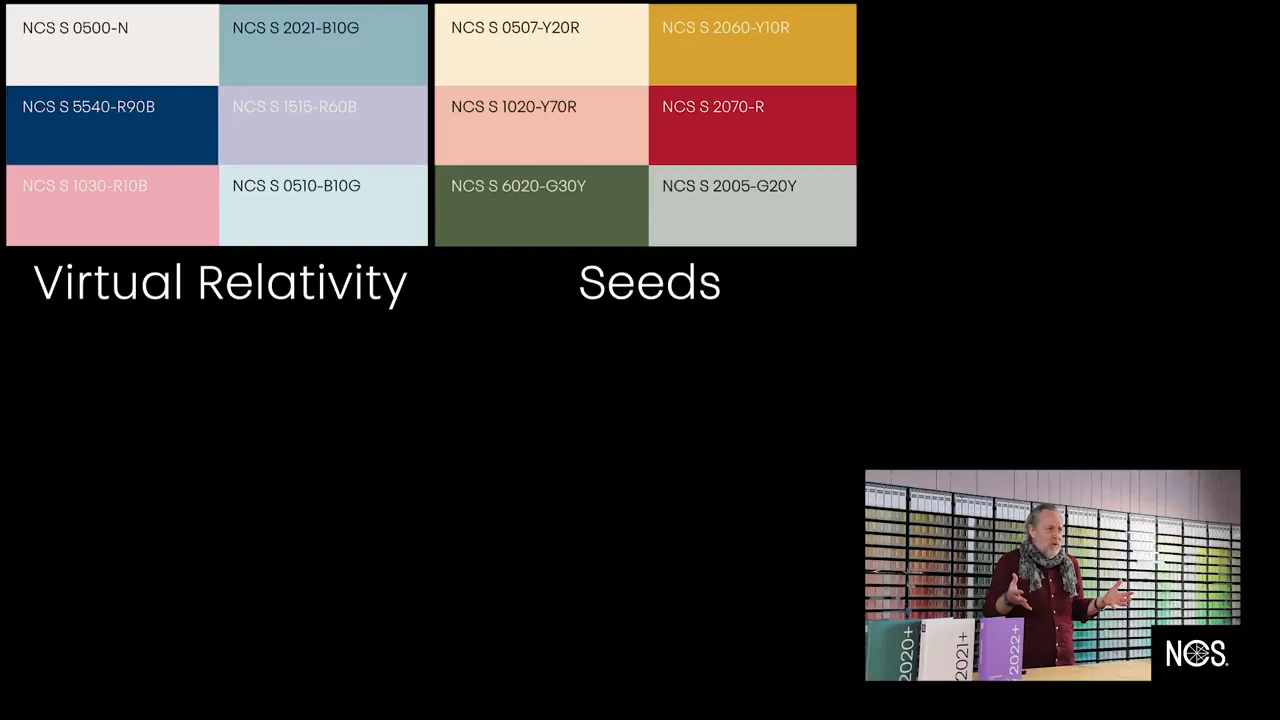 NCS S 0500-N
NCS S 2021-B10G
NCS S 5540-R90B
NCS S 1515-R60B
NCS S 1030-R10B
NCS S 0510-B10G
Virtual Relativity
NCS S 0507-Y20R
NCS S 2060-Y10R
NCS S 1020-Y70R
NCS S 2070-R
NCS S 6020-G30Y
NCS S 2005-G20Y
Seeds
2020+
2021+
2022+
NCS